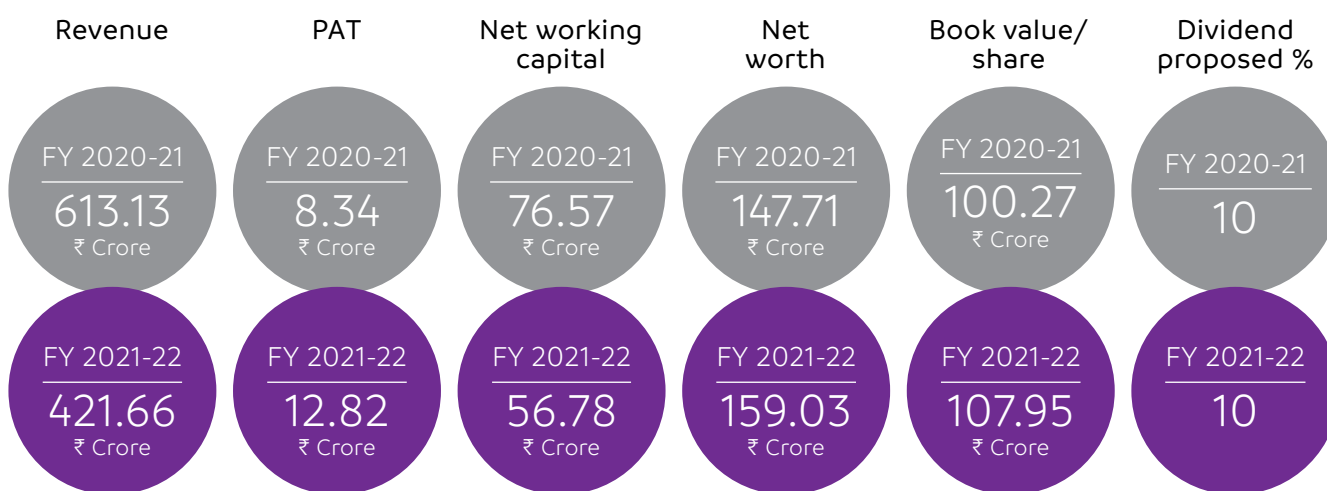 Revenue
PAT
Net working
capital
Net
worth
Book value/
share
Dividend
proposed %
FY 2020-21
613.13
₹ Crore
FY 2020-21
8.34
₹ Crore
FY 2020-21
76.57
₹ Crore
FY 2020-21
147.71
₹ Crore
FY 2020-21
100.27
₹ Crore
FY 2020-21
10
FY 2021-22
421.66
₹ Crore
FY 2021-22
12.82
₹ Crore
FY 2021-22
56.78
₹ Crore
FY 2021-22
159.03
₹ Crore
FY 2021-22
107.95
₹ Crore
FY 2021-22
10